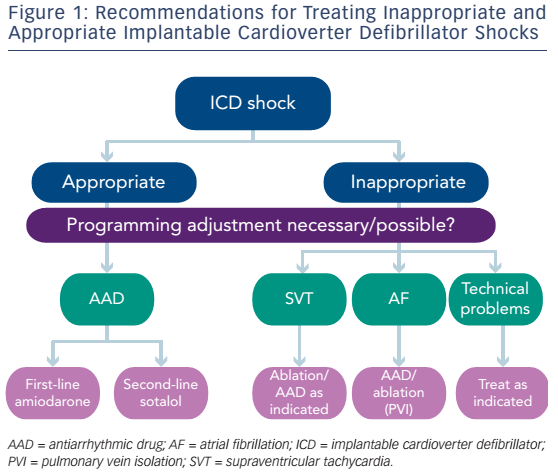 Figure 1: Recommendations for Treating Inappropriate and
Appropriate Implantable Cardioverter Defibrillator Shocks
ICD shock
Appropriate
Inappropriate
Programming adjustment necessary/possible?
AAD
SVT
AF
Technical
problems
First-line
amiodarone
Second-line
sotalol
Ablation/
AAD as
indicated
AAD/
ablation
(PVI)
Treat as
indicated
AAD = antiarrhythmic drug; AF = atrial fibrillation; ICD = implantable cardioverter defibrillator;
PVI = pulmonary vein isolation; SVT = supraventricular tachycardia.